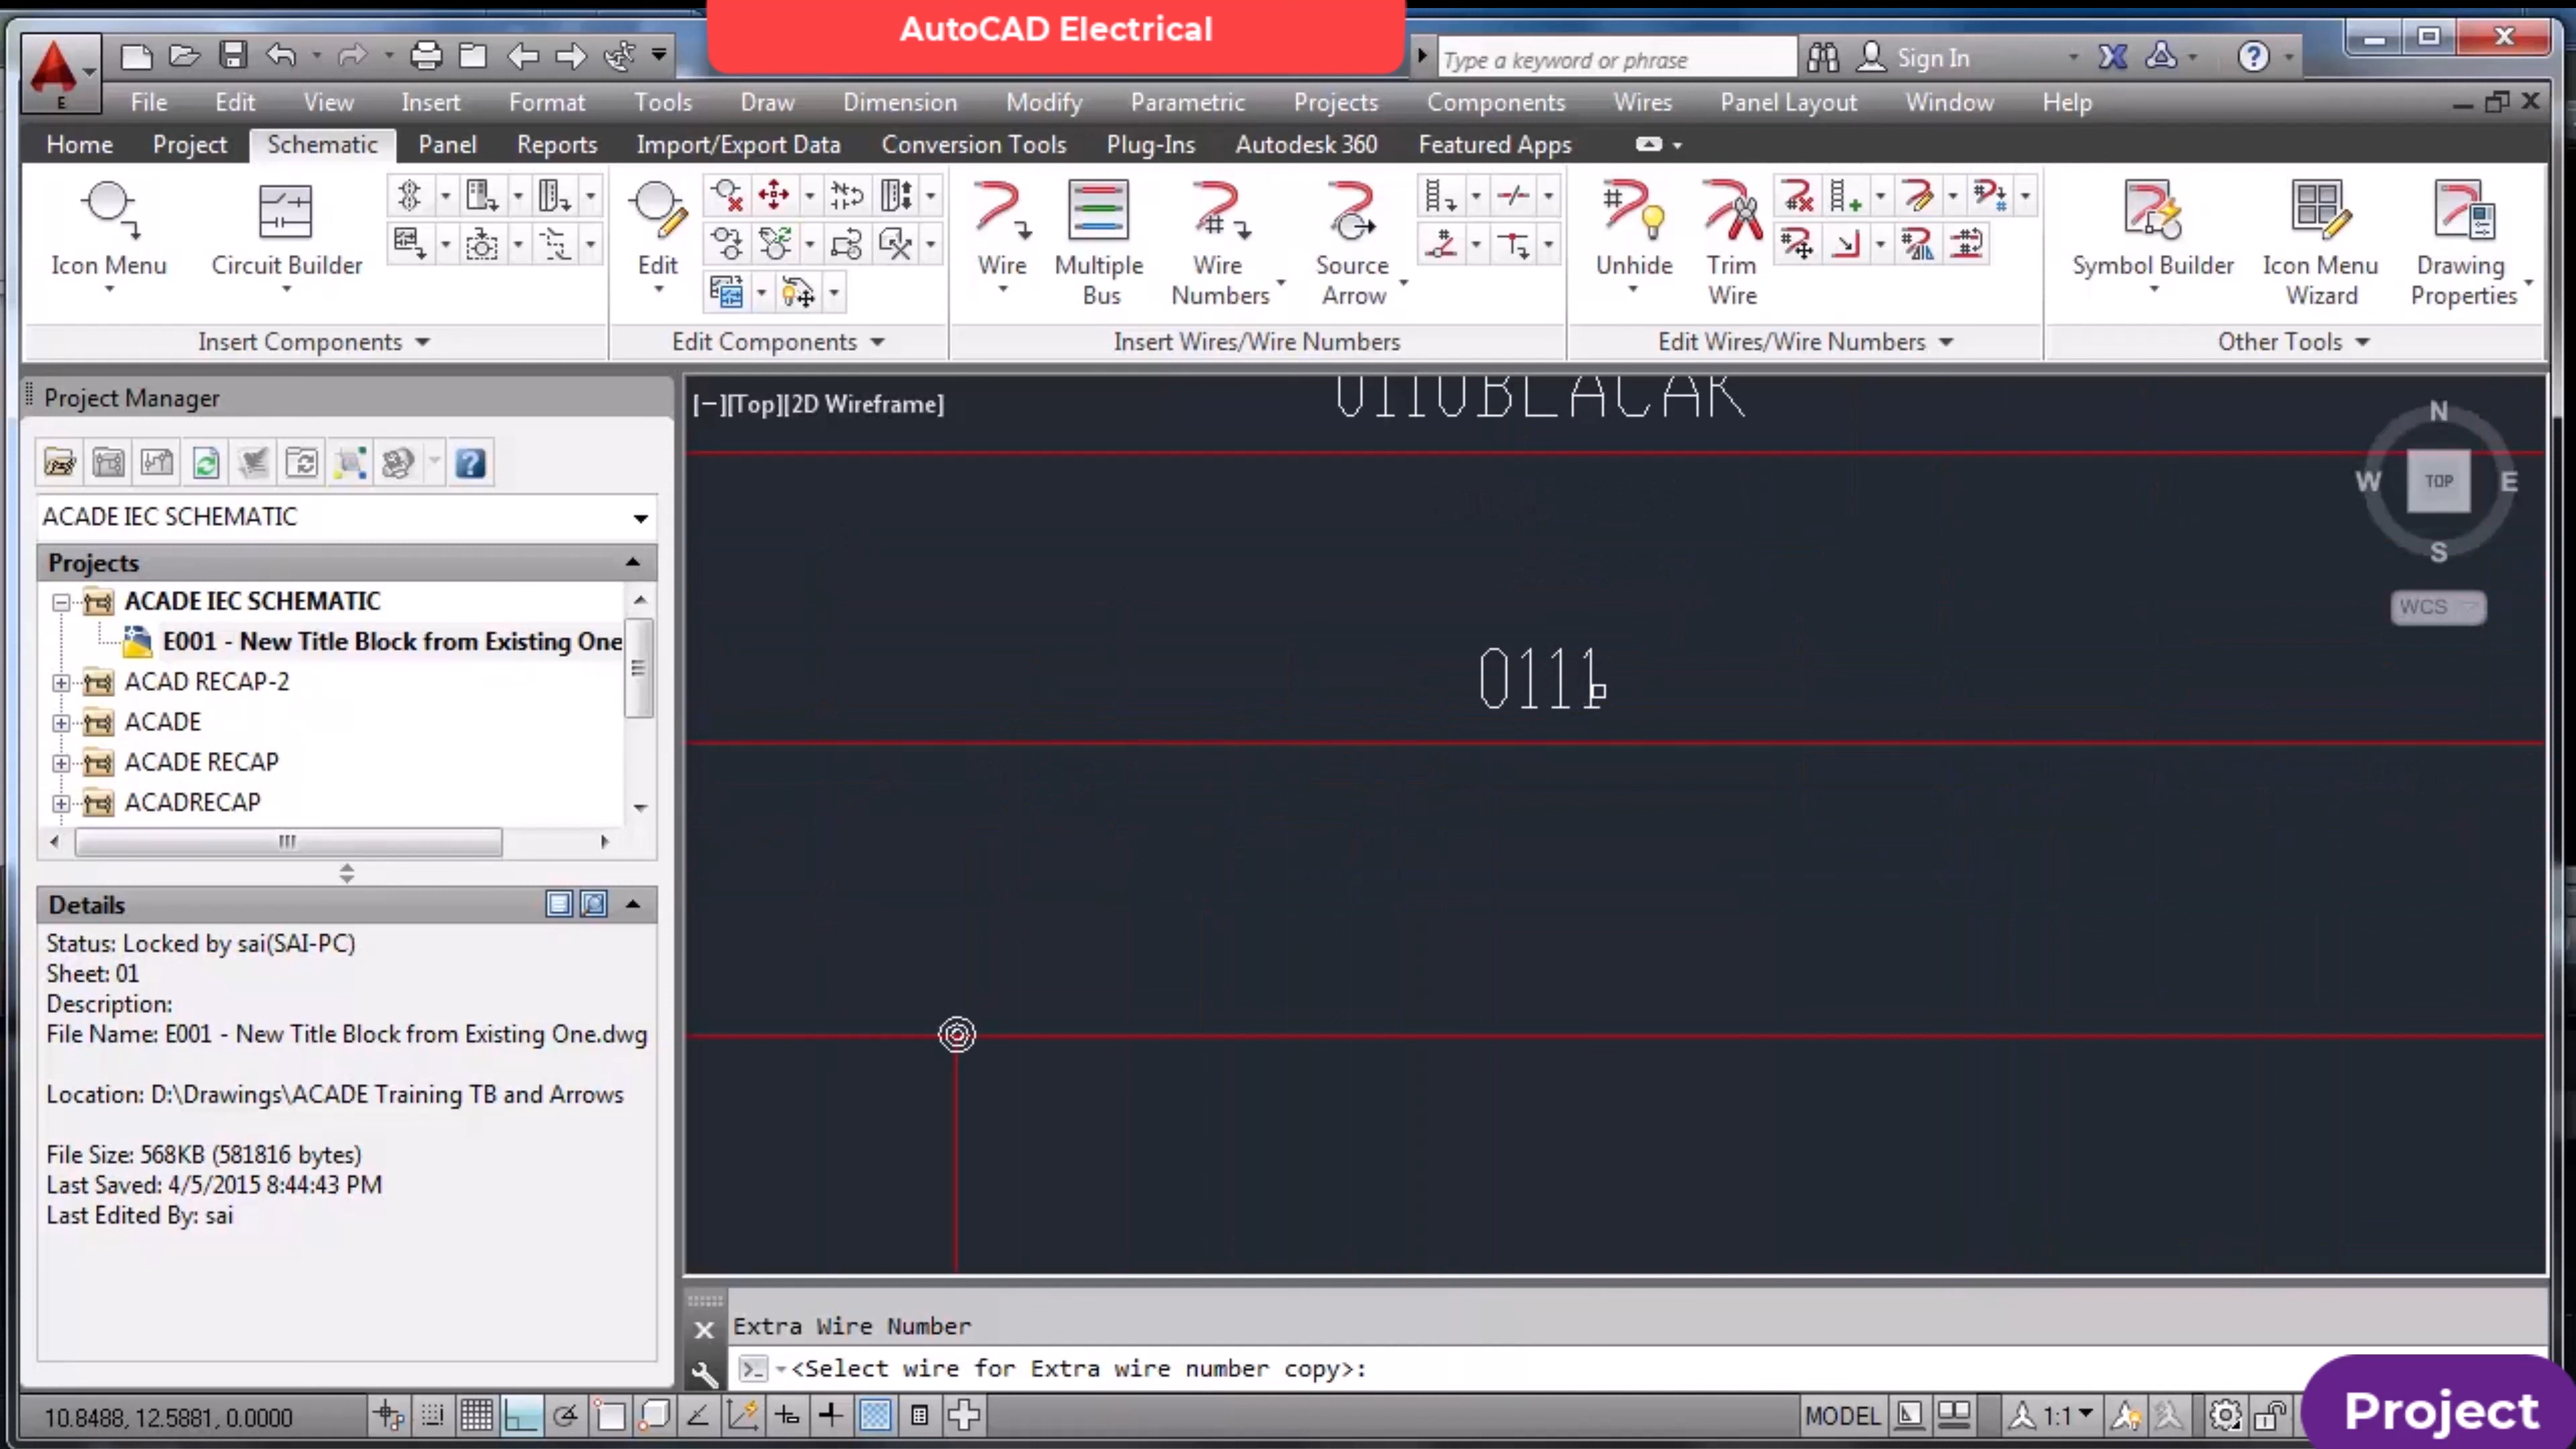 AutoCAD Electrical
Type a keyword or phrase
Sign In
E
File Edit View Insert Format Tools Draw Dimension Modify Parametric Projects Components Wires Panel Layout Window Help
Home Project Schematic Panel Reports Import/Export Data Conversion Tools Plug-Ins Autodesk 360 Featured Apps
Icon Menu
Circuit Builder
Edit
Wire
Multiple Bus
Wire Numbers
Source Arrow
Unhide
Trim Wire
Symbol Builder
Icon Menu Wizard
Drawing Properties
Insert Components
Edit Components
Insert Wires/Wire Numbers
Edit Wires/Wire Numbers
Other Tools
Project Manager
ACADE IEC SCHEMATIC
Projects
ACADE IEC SCHEMATIC
E001 - New Title Block from Existing One
ACAD RECAP-2
ACADE
ACADE RECAP
ACADRECAP
Details
Status: Locked by sai(SAI-PC)
Sheet: 01
Description:
File Name: E001 - New Title Block from Existing One.dwg
Location: D:\Drawings\ACADE Training TB and Arrows
File Size: 568KB (581816 bytes)
Last Saved: 4/5/2015 8:44:43 PM
Last Edited By: sai
[−][Top][2D Wireframe]
0111
N
W TOP E
S
WCS
Extra Wire Number
<Select wire for Extra wire number copy>:
10.8488, 12.5881, 0.0000
MODEL
1:1
Project